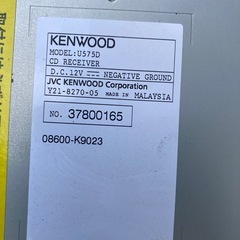 KENWOOD
MODEL:U575D
CD RECEIVER
D.C.12V ⎓ NEGATIVE GROUND
JVC KENWOOD Corporation
Y21-8270-05 MADE IN MALAYSIA
NO. 37800165
08600-K9023